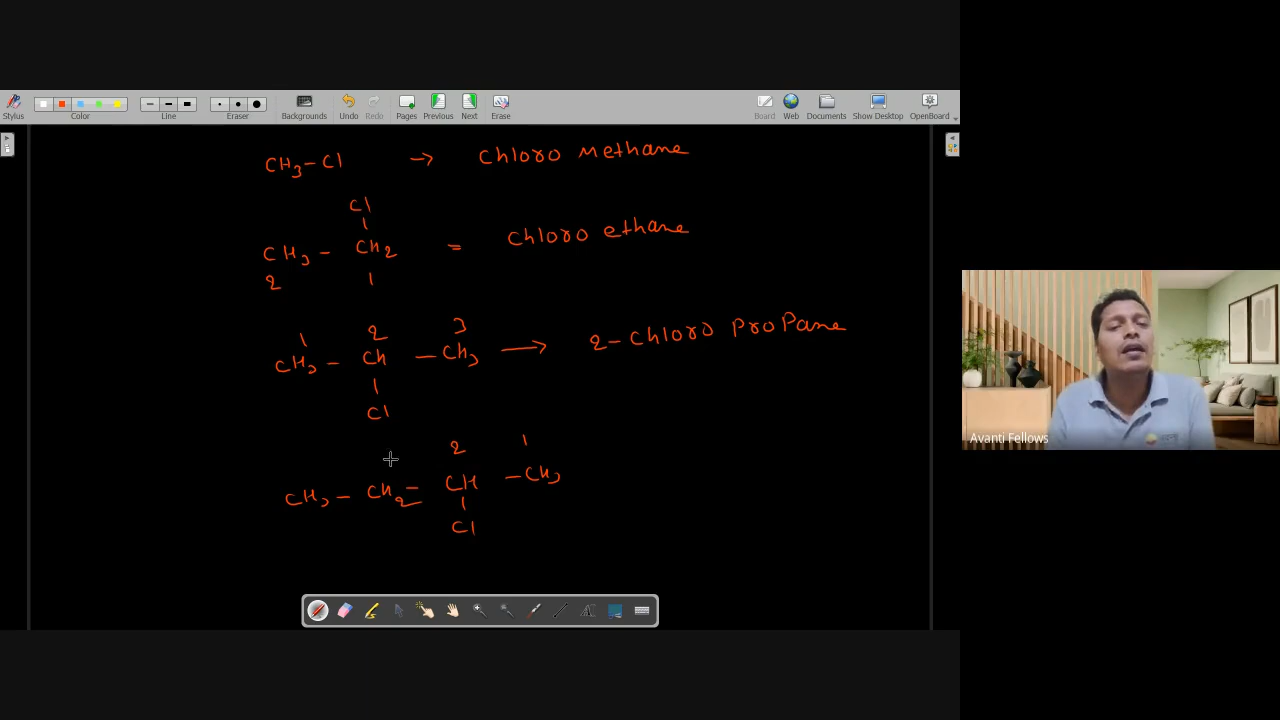 Stylus Color Line Eraser Backgrounds Undo Redo Pages Previous Next Erase Board Web Documents Show Desktop OpenBoard
CH3-Cl → Chloro Methane
Cl
CH3 - CH2 = Chloro ethane
2 1
1 2 3
CH3 - CH - CH3 → 2-Chloro ProPane
Cl
2 1
CH3 - CH2 - CH - CH3
Cl
Avanti Fellows